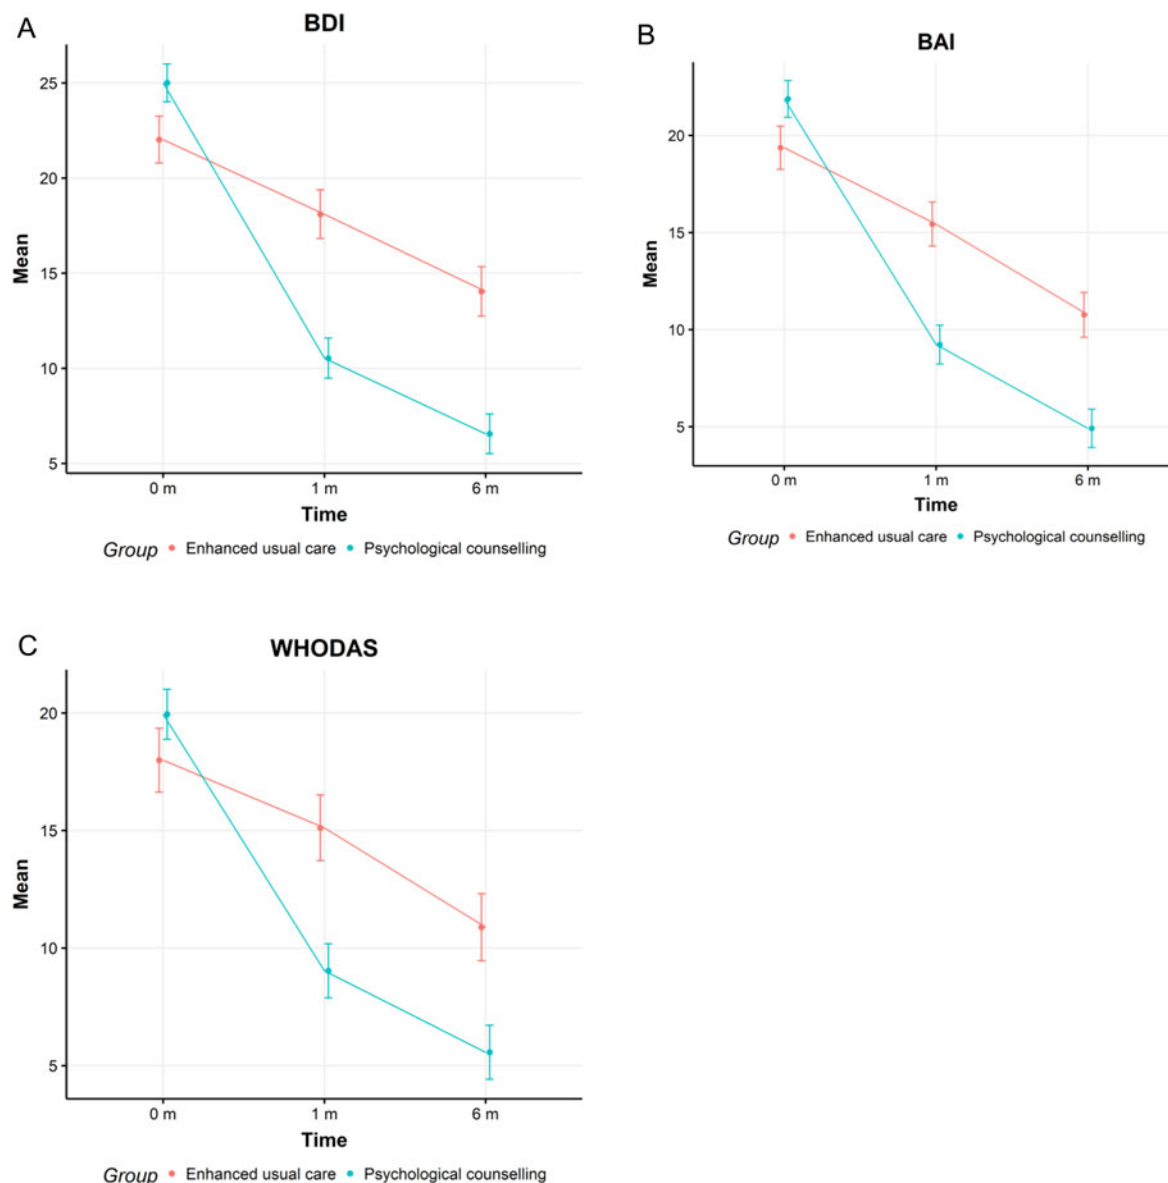 A
BDI
25
20
15
10
5
Mean
0 m 1 m 6 m
Time
Group Enhanced usual care Psychological counselling
B
BAI
20
15
10
5
Mean
0 m 1 m 6 m
Time
Group Enhanced usual care Psychological counselling
C
WHODAS
20
15
10
5
Mean
0 m 1 m 6 m
Time
Group Enhanced usual care Psychological counselling